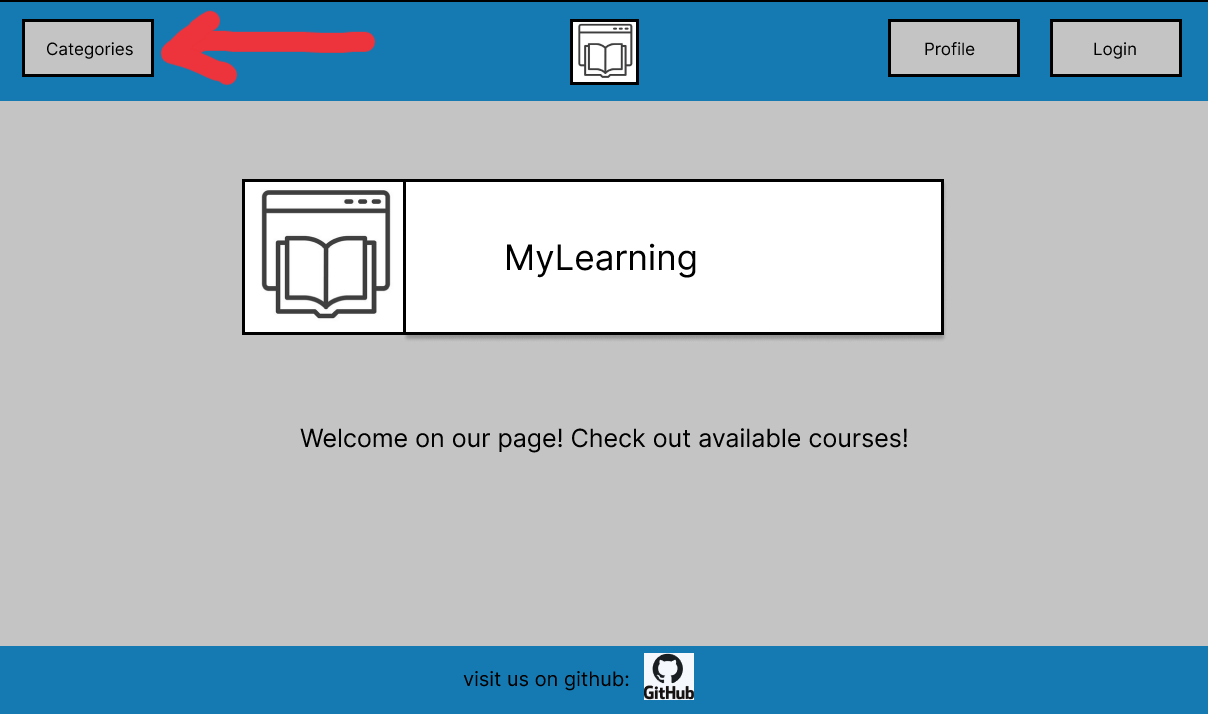 Categories
Profile
Login
MyLearning
Welcome on our page! Check out available courses!
visit us on github:
GitHub